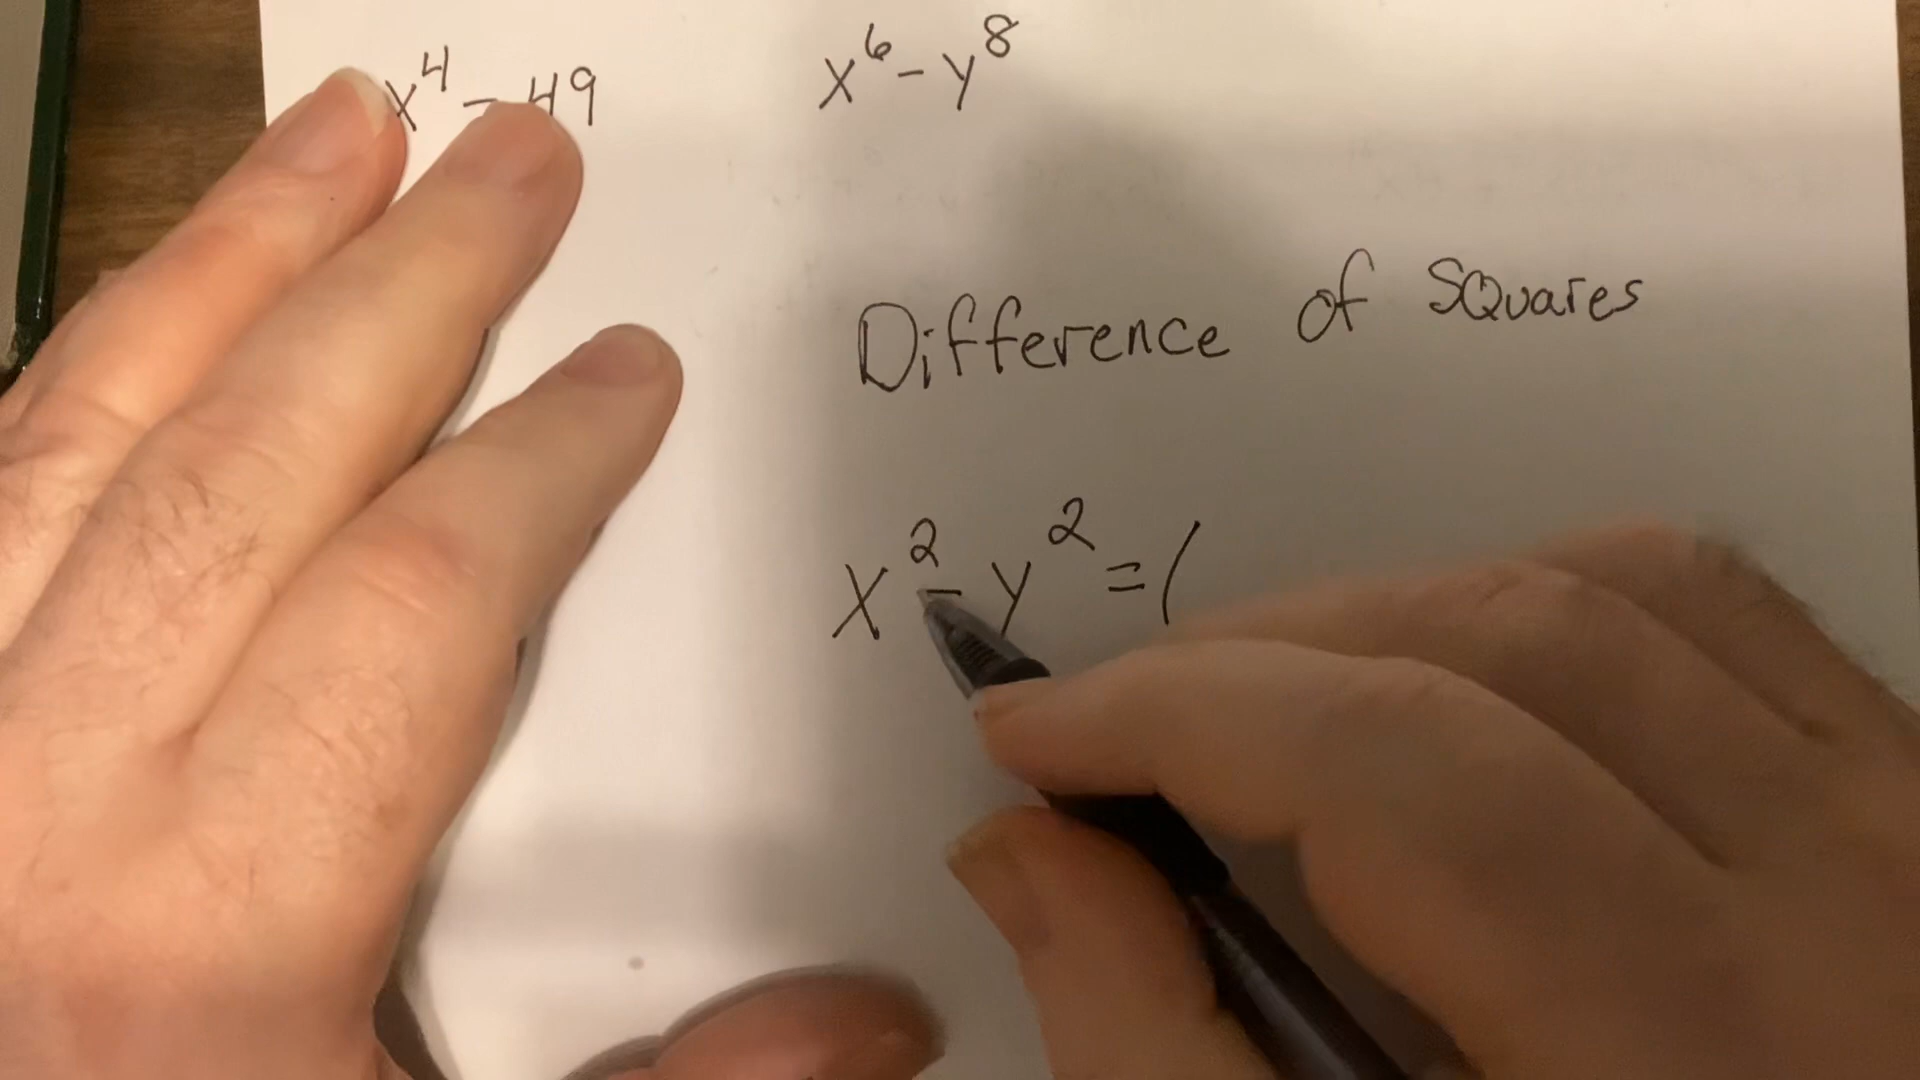 x⁴ - 49
x⁶ - y⁸
Difference of Squares
x² - y² = (